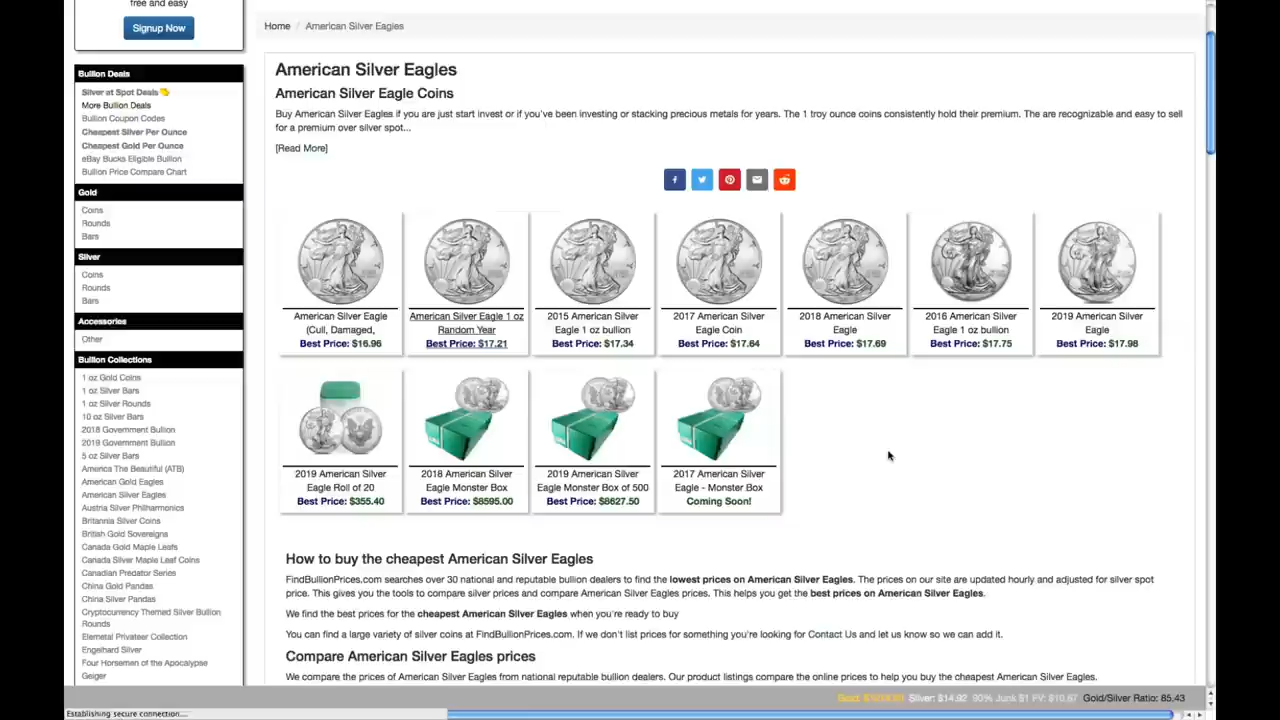 free and easy
Signup Now
Bullion Deals
Silver at Spot Deals
More Bullion Deals
Bullion Coupon Codes
Cheapest Silver Per Ounce
Cheapest Gold Per Ounce
eBay Bucks Eligible Bullion
Bullion Price Compare Chart
Gold
Coins
Rounds
Bars
Silver
Coins
Rounds
Bars
Accessories
Other
Bullion Collections
1 oz Gold Coins
1 oz Silver Bars
1 oz Silver Rounds
10 oz Silver Bars
2018 Government Bullion
2019 Government Bullion
5 oz Silver Bars
America The Beautiful (ATB)
American Gold Eagles
American Silver Eagles
Austria Silver Philharmonics
Britannia Silver Coins
British Gold Sovereigns
Canada Gold Maple Leafs
Canada Silver Maple Leaf Coins
Canadian Predator Series
China Gold Pandas
China Silver Pandas
Cryptocurrency Themed Silver Bullion
Rounds
Elemetal Privateer Collection
Engelhard Silver
Four Horsemen of the Apocalypse
Geiger
Home / American Silver Eagles
American Silver Eagles
American Silver Eagle Coins
Buy American Silver Eagles if you are just start invest or if you've been investing or stacking precious metals for years. The 1 troy ounce coins consistently hold their premium. The are recognizable and easy to sell
for a premium over silver spot...
[Read More]
American Silver Eagle
(Cull, Damaged,
Best Price: $16.96
American Silver Eagle 1 oz
Random Year
Best Price: $17.21
2015 American Silver
Eagle 1 oz bullion
Best Price: $17.34
2017 American Silver
Eagle Coin
Best Price: $17.64
2018 American Silver
Eagle
Best Price: $17.69
2016 American Silver
Eagle 1 oz bullion
Best Price: $17.75
2019 American Silver
Eagle
Best Price: $17.98
2019 American Silver
Eagle Roll of 20
Best Price: $355.40
2018 American Silver
Eagle Monster Box
Best Price: $8595.00
2019 American Silver
Eagle Monster Box of 500
Best Price: $8627.50
2017 American Silver
Eagle - Monster Box
Coming Soon!
How to buy the cheapest American Silver Eagles
FindBullionPrices.com searches over 30 national and reputable bullion dealers to find the lowest prices on American Silver Eagles. The prices on our site are updated hourly and adjusted for silver spot
price. This gives you the tools to compare silver prices and compare American Silver Eagles prices. This helps you get the best prices on American Silver Eagles.
We find the best prices for the cheapest American Silver Eagles when you're ready to buy
You can find a large variety of silver coins at FindBullionPrices.com. If we don't list prices for something you're looking for Contact Us and let us know so we can add it.
Compare American Silver Eagles prices
We compare the prices of American Silver Eagles from national reputable bullion dealers. Our product listings compare the online prices to help you buy the cheapest American Silver Eagles.
Silver: $14.92 90% Junk $1 FV: $10.67 Gold/Silver Ratio: 85.43
Establishing secure connection...